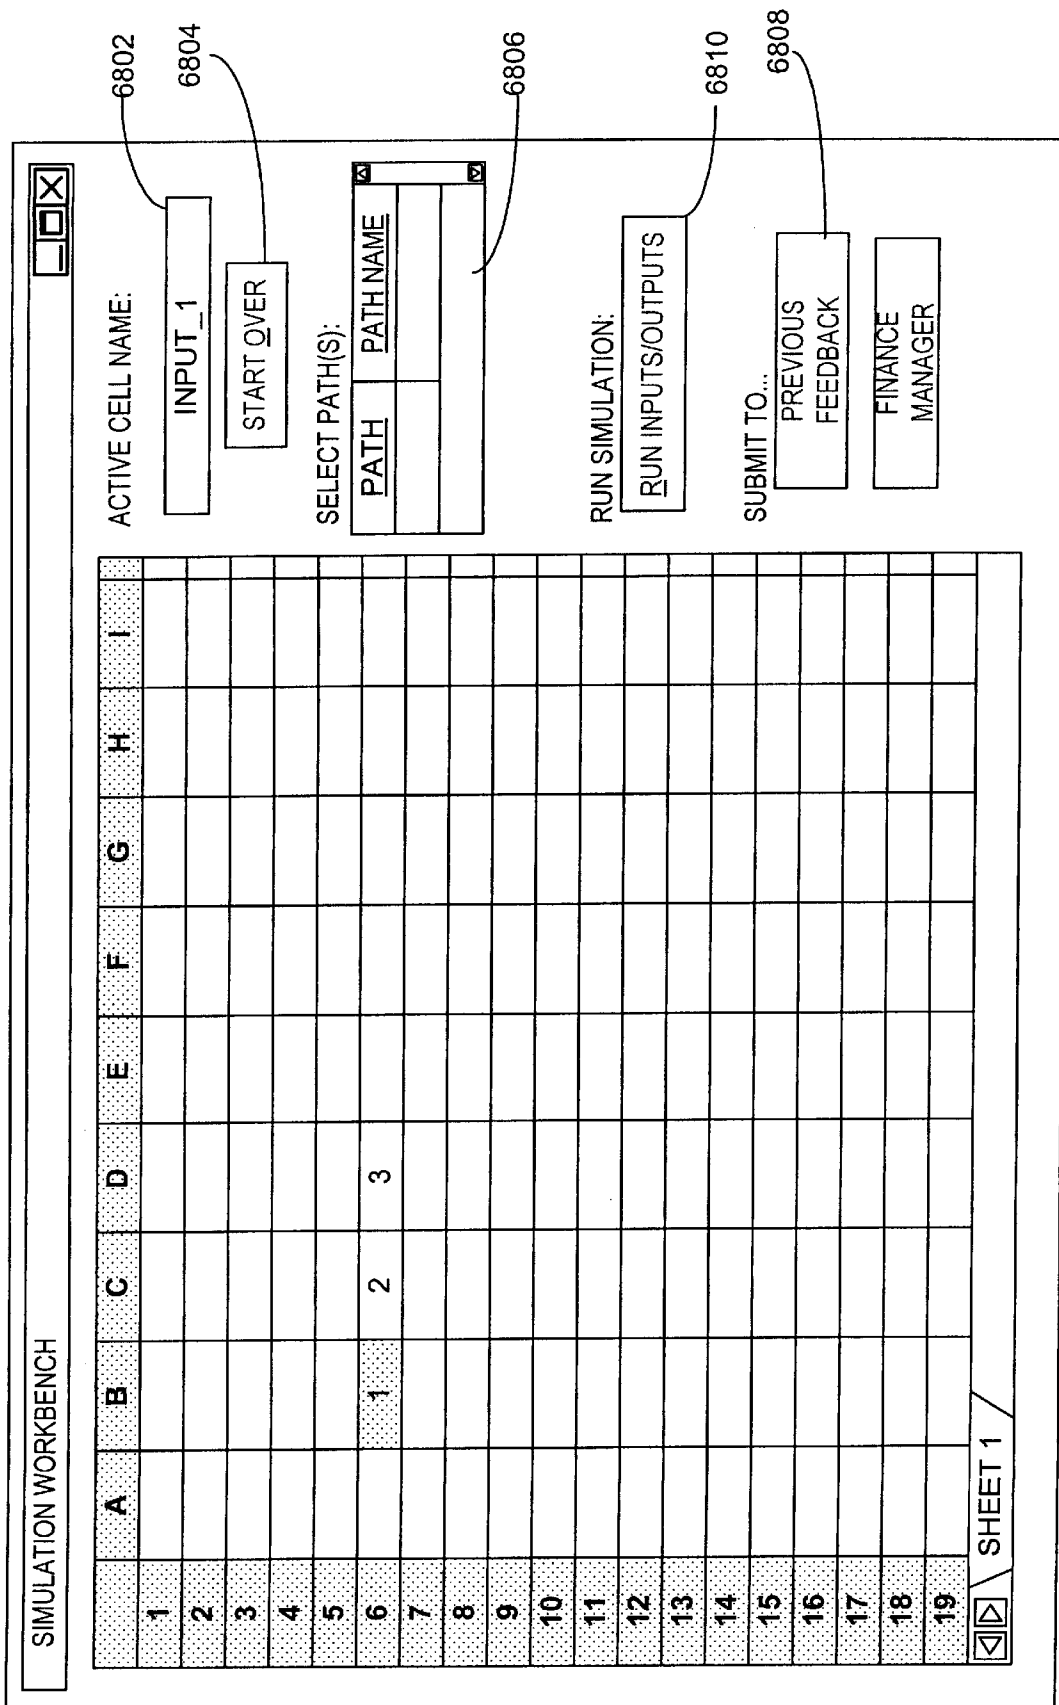 SIMULATION WORKBENCH
A B C D E F G H I
1
2
3
4
5
6 1 2 3
7
8
9
10
11
12
13
14
15
16
17
18
19
SHEET 1
ACTIVE CELL NAME:
INPUT_1
6802
START OVER
6804
SELECT PATH(S):
PATH PATH NAME
6806
RUN SIMULATION:
RUN INPUTS/OUTPUTS
6810
SUBMIT TO...
PREVIOUS
FEEDBACK
6808
FINANCE
MANAGER